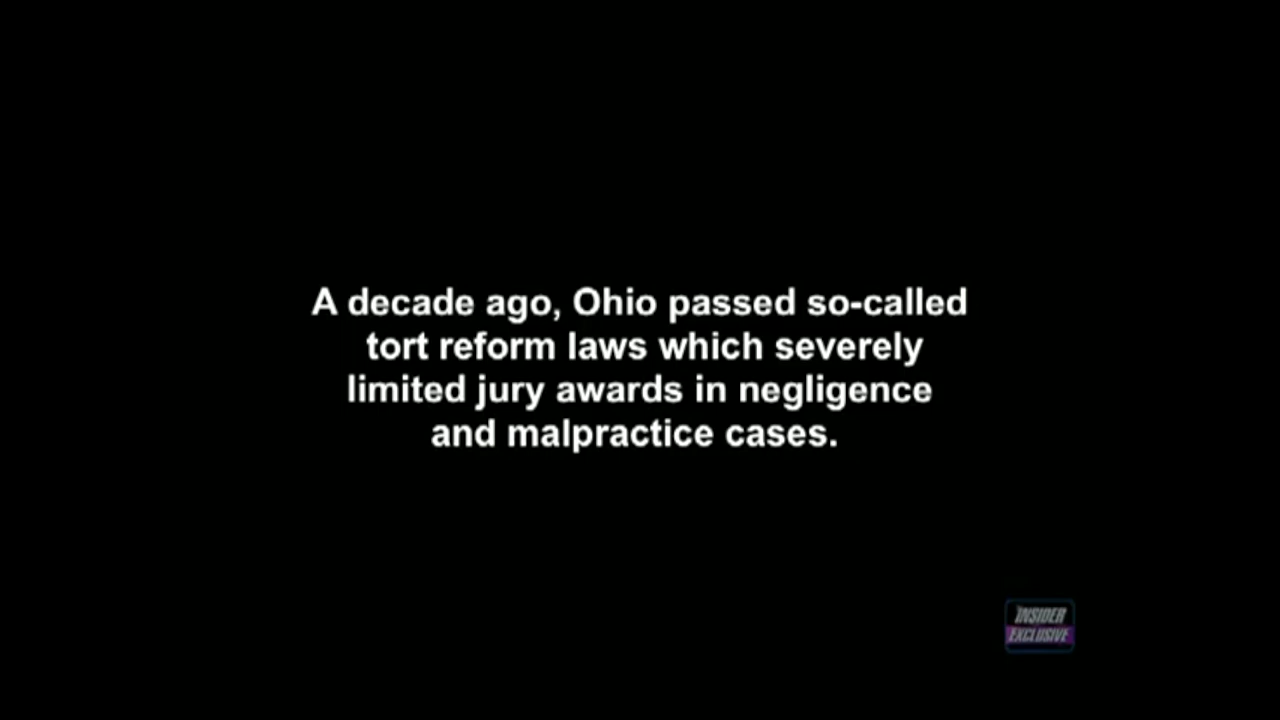 A decade ago, Ohio passed so-called
tort reform laws which severely
limited jury awards in negligence
and malpractice cases.
INSIDER
EXCLUSIVE